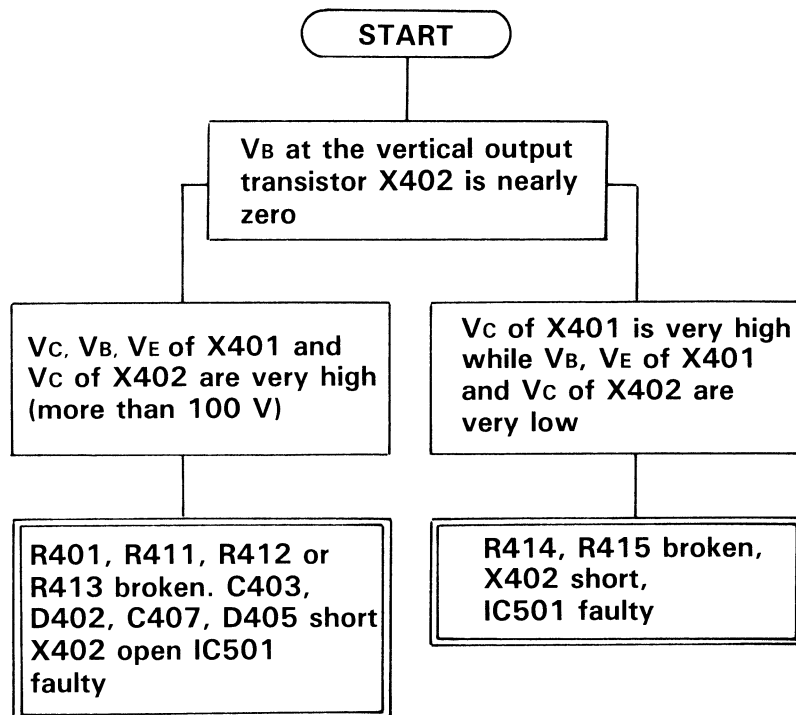 START
VB at the vertical output
transistor X402 is nearly
zero
VC, VB, VE of X401 and
VC of X402 are very high
(more than 100 V)
VC of X401 is very high
while VB, VE of X401
and VC of X402 are
very low
R401, R411, R412 or
R413 broken. C403,
D402, C407, D405 short
X402 open IC501
faulty
R414, R415 broken,
X402 short,
IC501 faulty